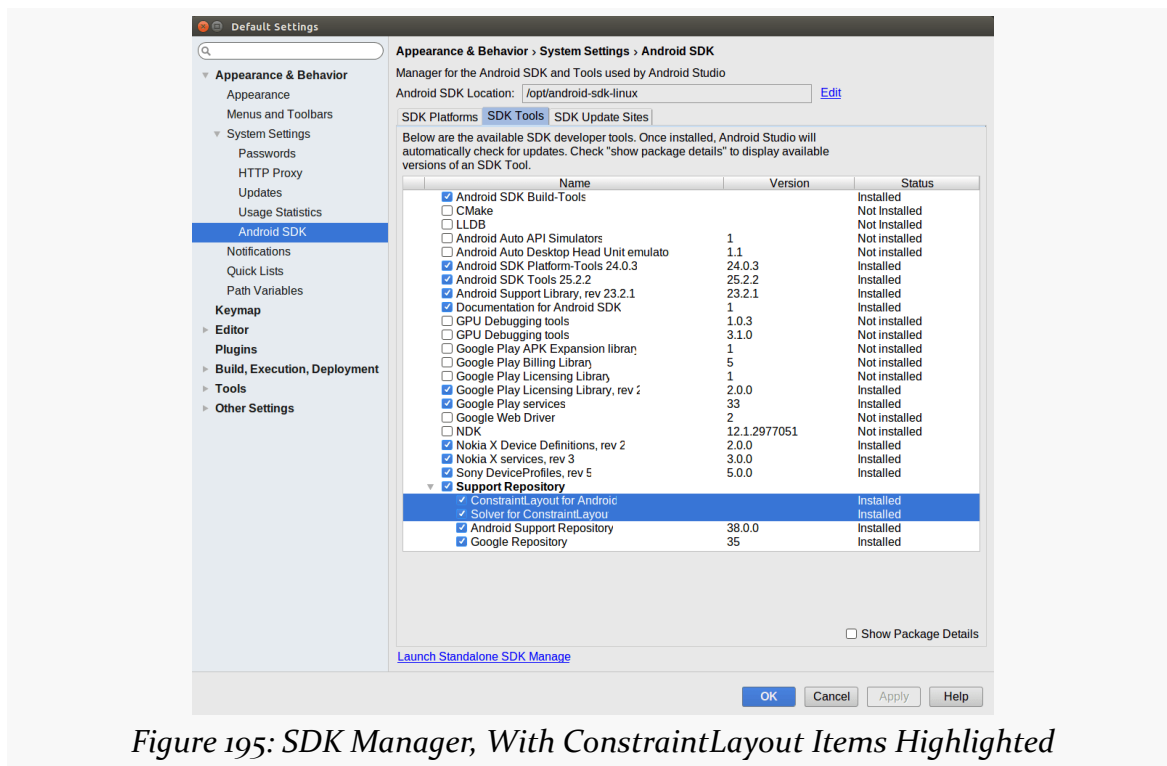 Default Settings
Appearance & Behavior
Appearance
Menus and Toolbars
System Settings
Passwords
HTTP Proxy
Updates
Usage Statistics
Android SDK
Notifications
Quick Lists
Path Variables
Keymap
Editor
Plugins
Build, Execution, Deployment
Tools
Other Settings
Appearance & Behavior › System Settings › Android SDK
Manager for the Android SDK and Tools used by Android Studio
Android SDK Location: /opt/android-sdk-linux Edit
SDK Platforms SDK Tools SDK Update Sites
Below are the available SDK developer tools. Once installed, Android Studio will
automatically check for updates. Check "show package details" to display available
versions of an SDK Tool.
Name Version Status
Android SDK Build-Tools Installed
CMake Not Installed
LLDB Not Installed
Android Auto API Simulators 1 Not installed
Android Auto Desktop Head Unit emulato 1.1 Not installed
Android SDK Platform-Tools 24.0.3 24.0.3 Installed
Android SDK Tools 25.2.2 25.2.2 Installed
Android Support Library, rev 23.2.1 23.2.1 Installed
Documentation for Android SDK 1 Installed
GPU Debugging tools 1.0.3 Not installed
GPU Debugging tools 3.1.0 Not installed
Google Play APK Expansion library 1 Not installed
Google Play Billing Library 5 Not installed
Google Play Licensing Library 1 Not installed
Google Play Licensing Library, rev 2 2.0.0 Installed
Google Play services 33 Installed
Google Web Driver 2 Not installed
NDK 12.1.2977051 Not installed
Nokia X Device Definitions, rev 2 2.0.0 Installed
Nokia X services, rev 3 3.0.0 Installed
Sony DeviceProfiles, rev 5 5.0.0 Installed
Support Repository
ConstraintLayout for Android Installed
Solver for ConstraintLayou Installed
Android Support Repository 38.0.0 Installed
Google Repository 35 Installed
Show Package Details
Launch Standalone SDK Manage
OK Cancel Apply Help
Figure 195: SDK Manager, With ConstraintLayout Items Highlighted